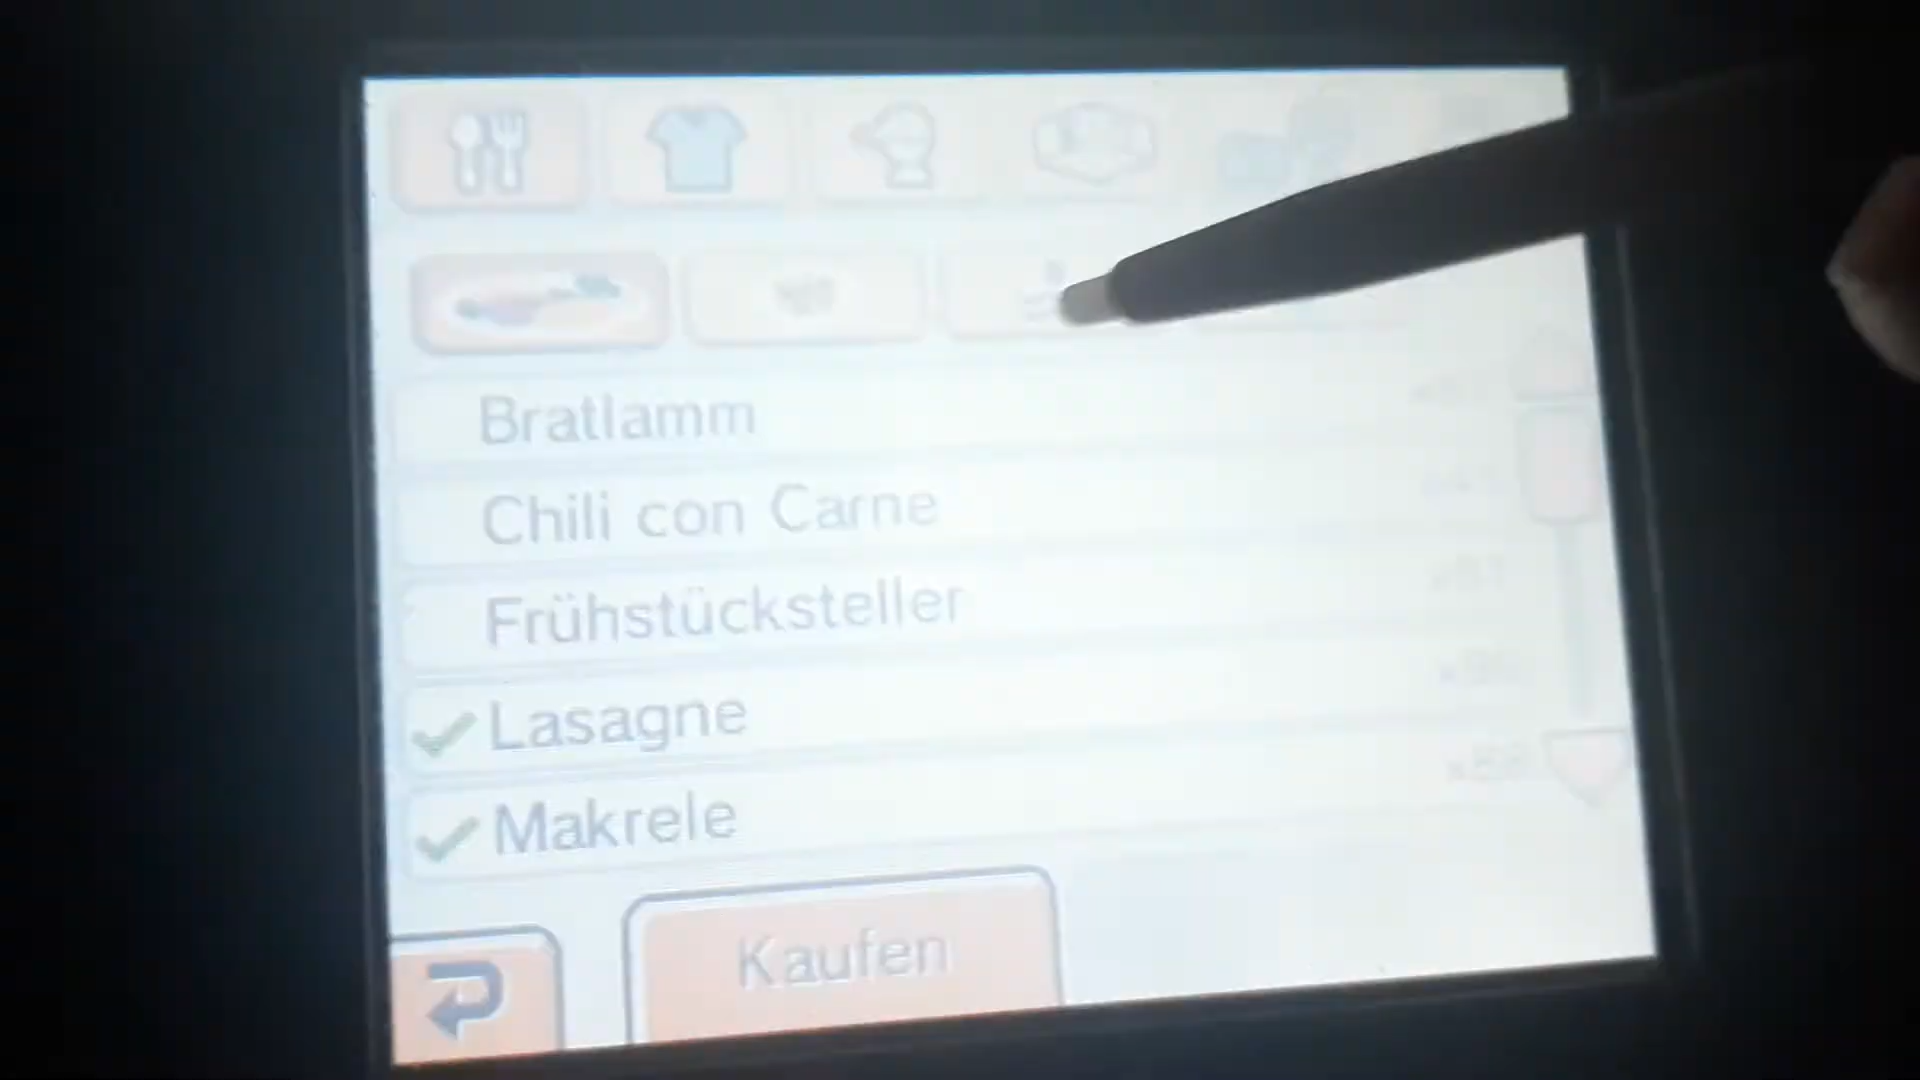 Bratlamm
Chili con Carne
Frühstücksteller
Lasagne
Makrele
Kaufen